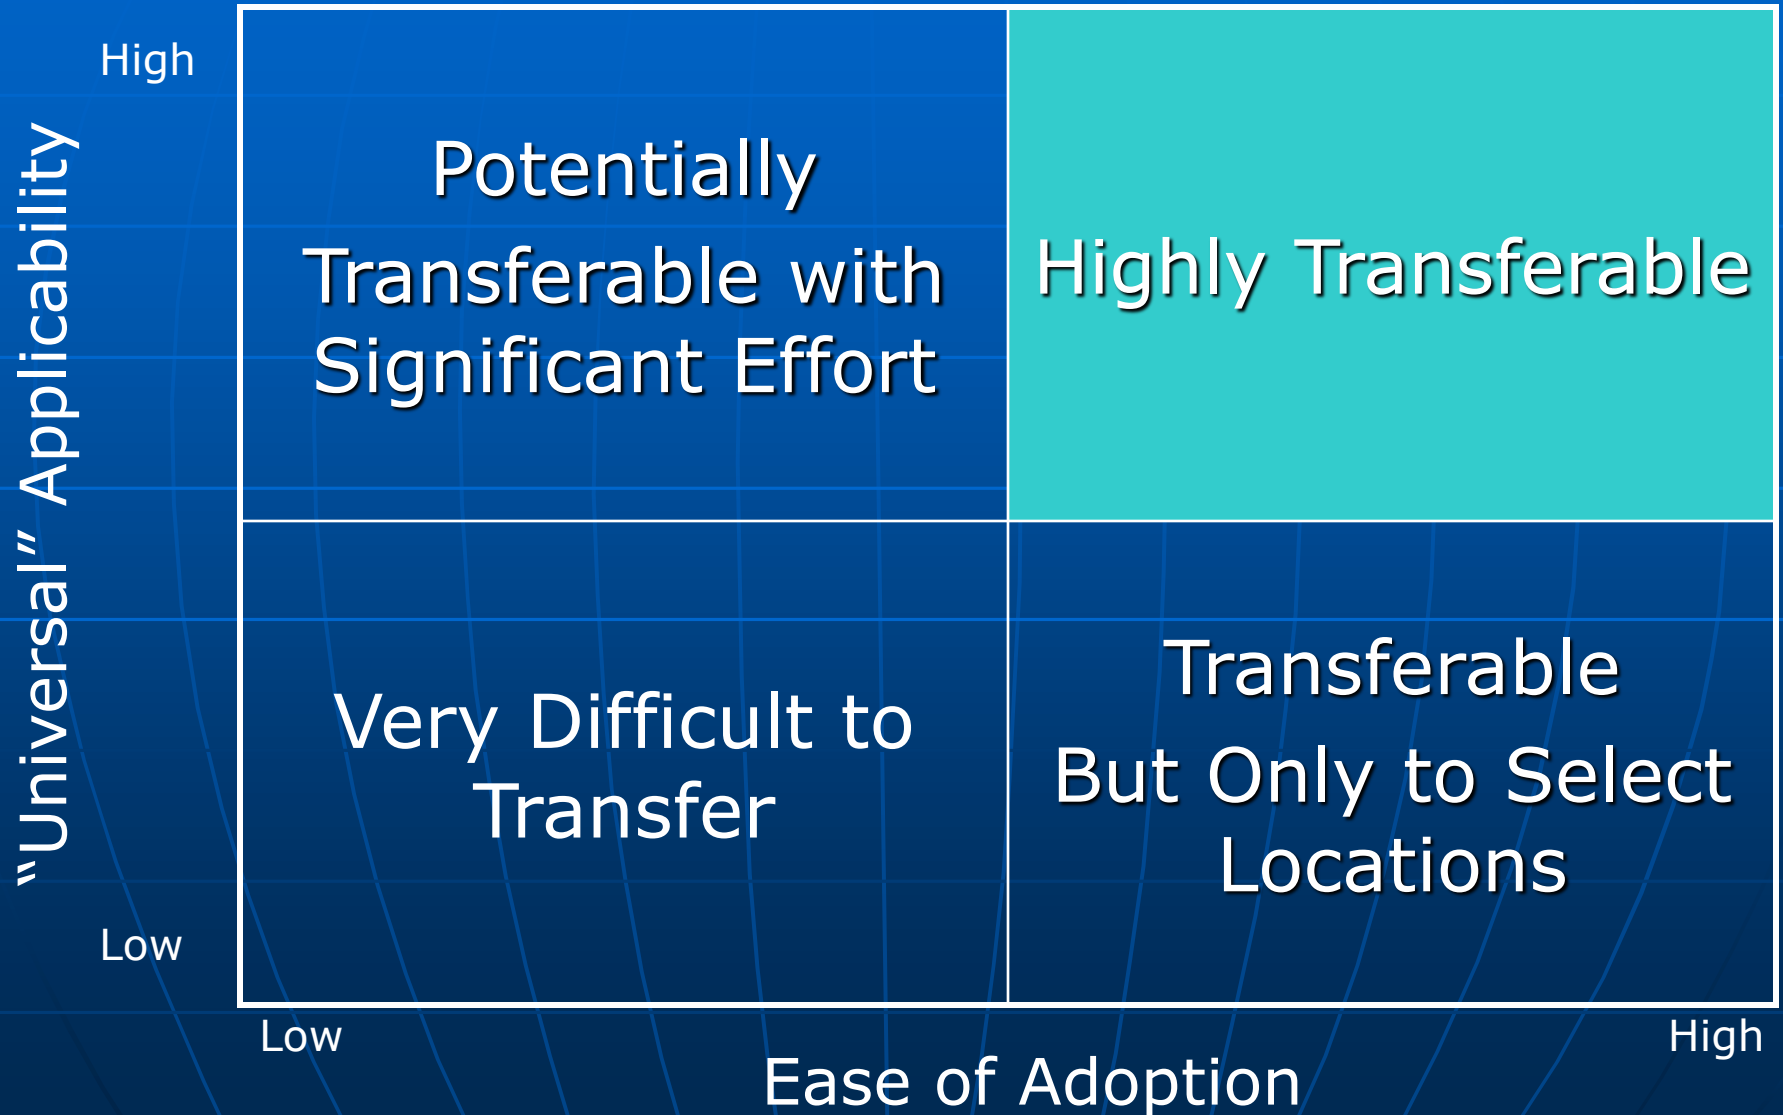 High
“Universal” Applicability
Potentially
Transferable with
Significant Effort
Highly Transferable
Very Difficult to
Transfer
Transferable
But Only to Select
Locations
Low
Low
High
Ease of Adoption